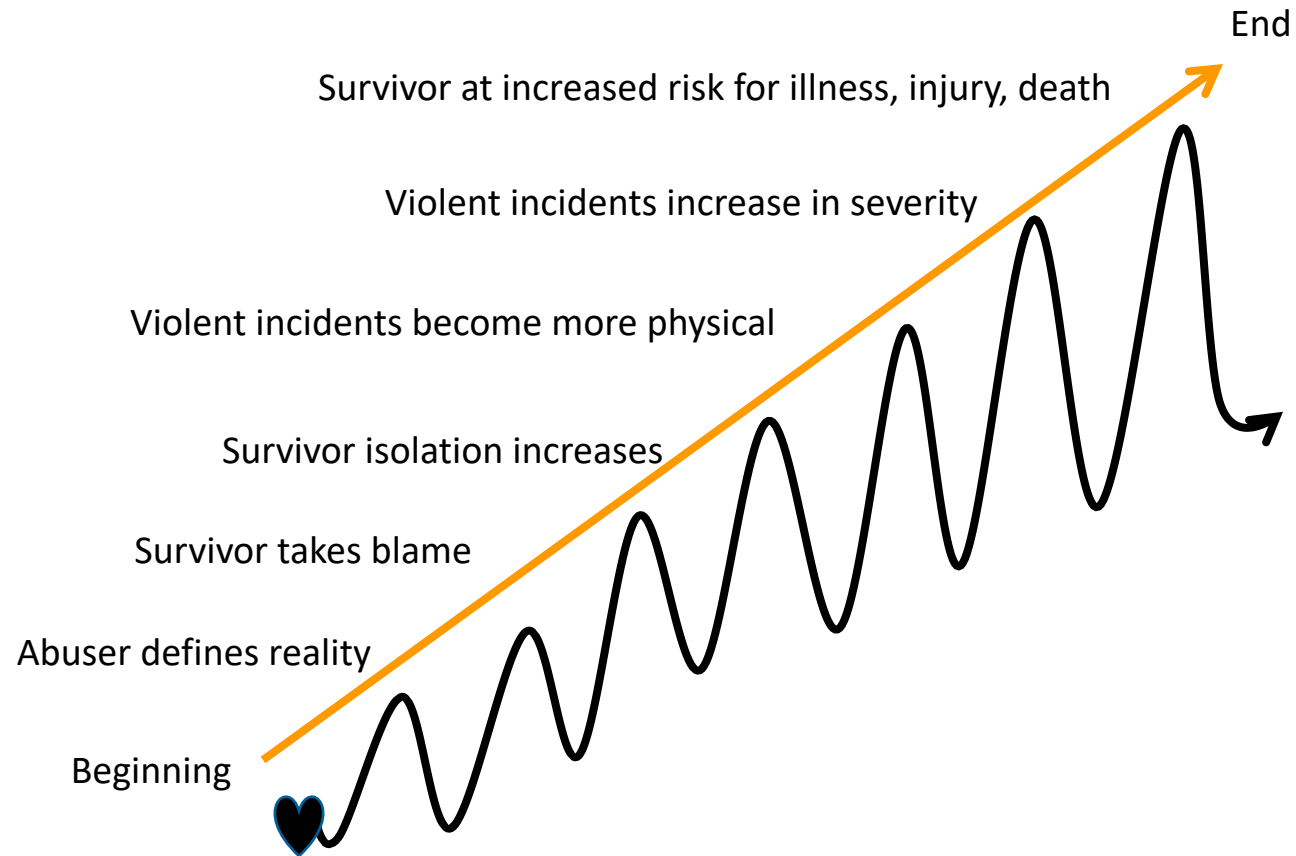 End
Survivor at increased risk for illness, injury, death
Violent incidents increase in severity
Violent incidents become more physical
Survivor isolation increases
Survivor takes blame
Abuser defines reality
Beginning